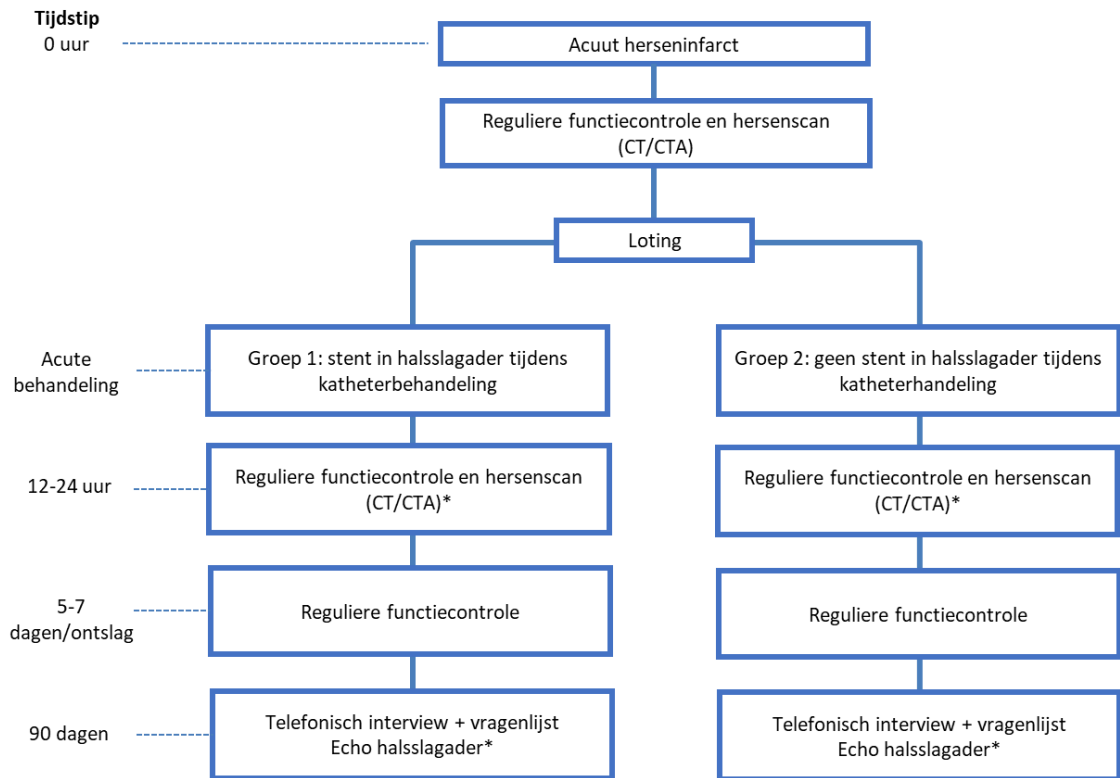 Tijdstip
0 uur
Acuut herseninfarct
Reguliere functiecontrole en hersenscan
(CT/CTA)
Loting
Acute
behandeling
Groep 1: stent in halsslagader tijdens
katheterbehandeling
Groep 2: geen stent in halsslagader tijdens
katheterhandeling
12-24 uur
Reguliere functiecontrole en hersenscan
(CT/CTA)*
Reguliere functiecontrole en hersenscan
(CT/CTA)*
5-7
dagen/ontslag
Reguliere functiecontrole
Reguliere functiecontrole
90 dagen
Telefonisch interview + vragenlijst
Echo halsslagader*
Telefonisch interview + vragenlijst
Echo halsslagader*